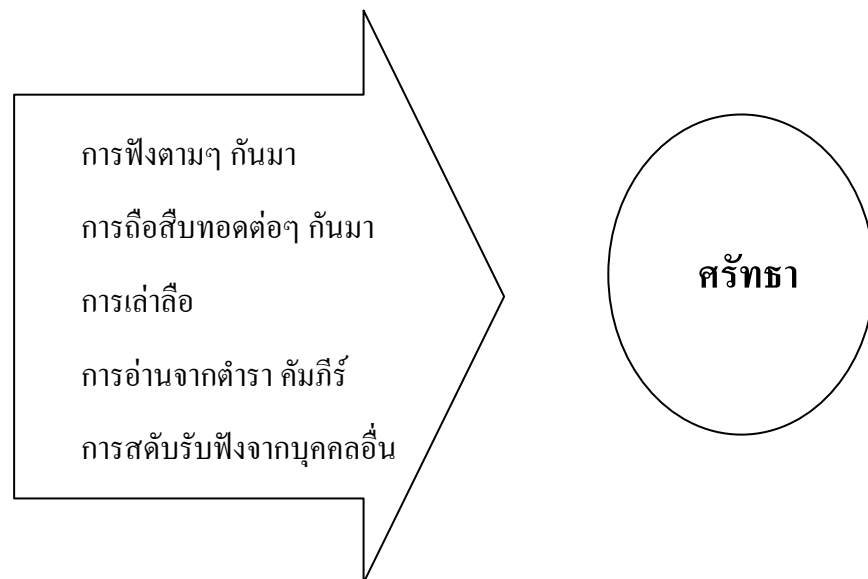 การฟังตามๆ กันมา
การถือสืบทอดต่อๆ กันมา
การเล่าลือ
การอ่านจากตำรา คัมภีร์
การสดับรับฟังจากบุคคลอื่น
ศรัทธา